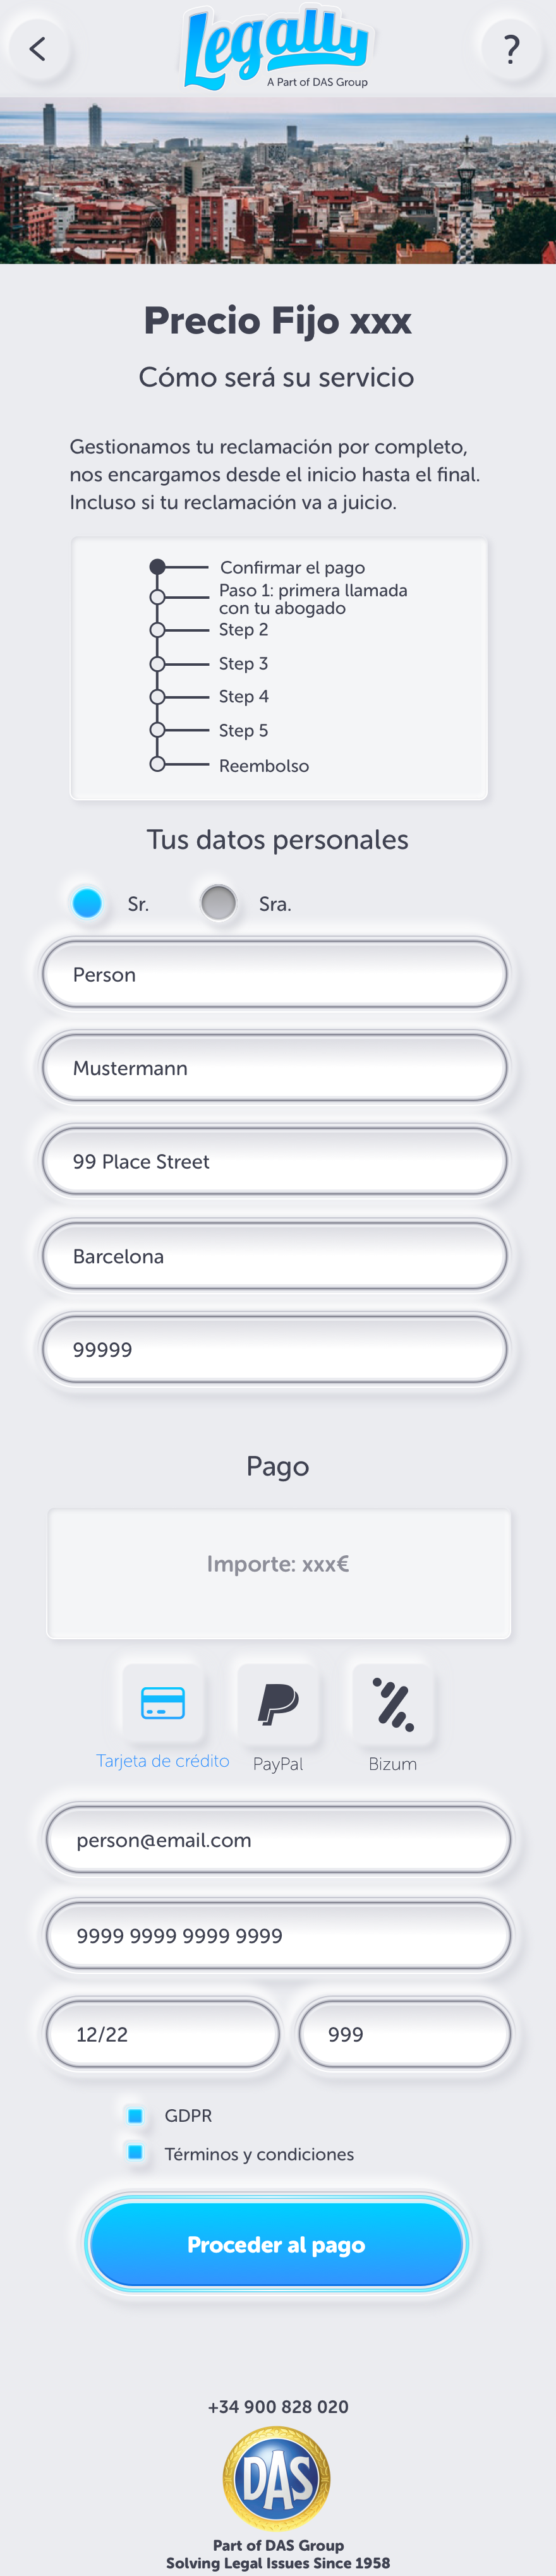 Legally
A Part of DAS Group
?
Precio Fijo xxx
Cómo será su servicio
Gestionamos tu reclamación por completo,
nos encargamos desde el inicio hasta el final.
Incluso si tu reclamación va a juicio.
Confirmar el pago
Paso 1: primera llamada
con tu abogado
Step 2
Step 3
Step 4
Step 5
Reembolso
Tus datos personales
Sr. Sra.
Person
Mustermann
99 Place Street
Barcelona
99999
Pago
Importe: xxx€
Tarjeta de crédito PayPal Bizum
person@email.com
9999 9999 9999 9999
12/22 999
GDPR
Términos y condiciones
Proceder al pago
+34 900 828 020
DAS
Part of DAS Group
Solving Legal Issues Since 1958